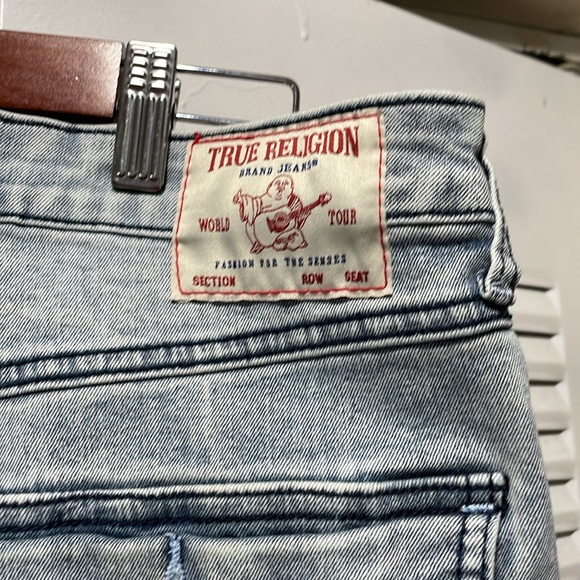 TRUE RELIGION
BRAND JEANS®
WORLD TOUR
FASHION FOR THE SENSES
SECTION ROW SEAT